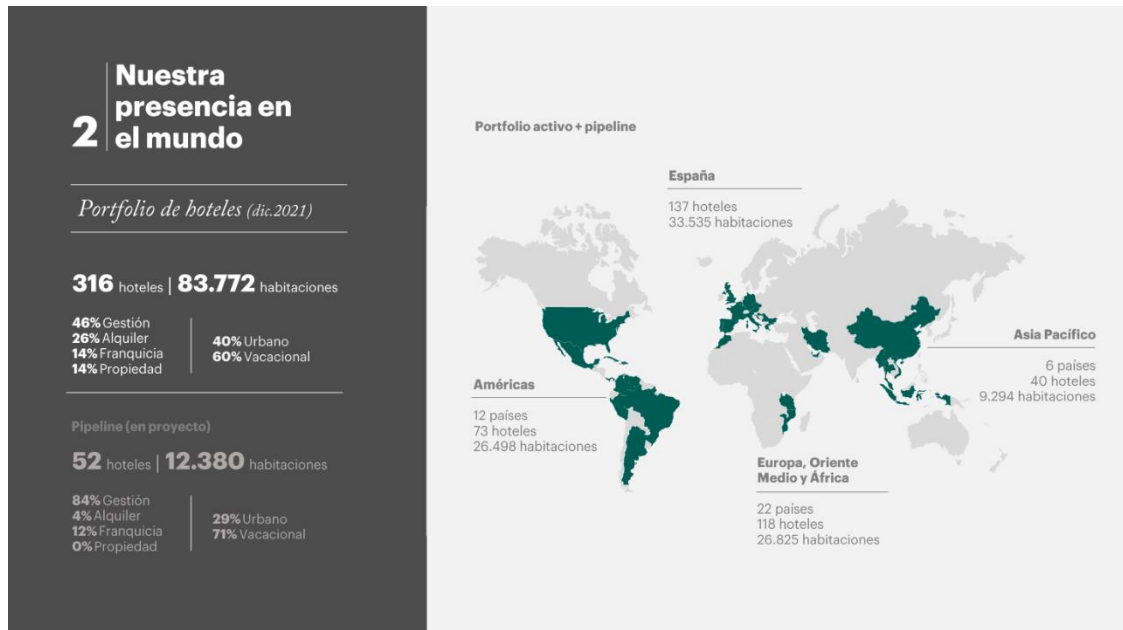 2
Nuestra
presencia en
el mundo
Portfolio de hoteles (dic.2021)
316 hoteles | 83.772 habitaciones
46% Gestión
26% Alquiler
14% Franquicia
14% Propiedad
40% Urbano
60% Vacacional
Pipeline (en proyecto)
52 hoteles | 12.380 habitaciones
84% Gestión
4% Alquiler
12% Franquicia
0% Propiedad
29% Urbano
71% Vacacional
Portfolio activo + pipeline
España
137 hoteles
33.535 habitaciones
Américas
12 países
73 hoteles
26.498 habitaciones
Europa, Oriente
Medio y África
22 países
118 hoteles
26.825 habitaciones
Asia Pacífico
6 países
40 hoteles
9.294 habitaciones